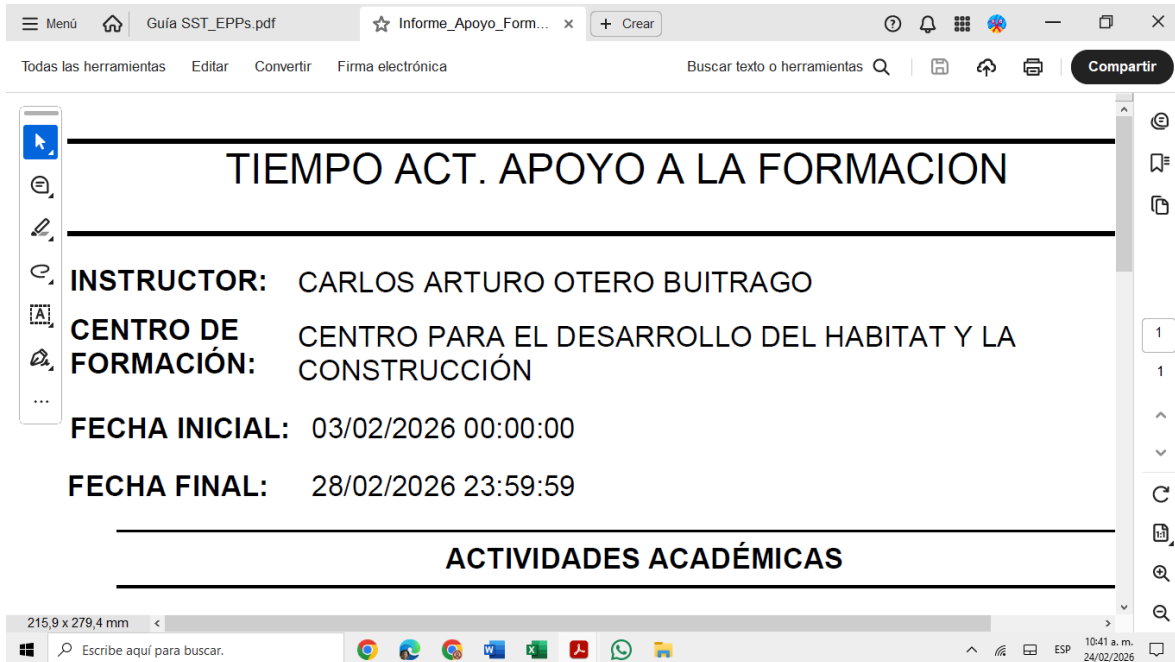 Menú
Guía SST_EPPs.pdf
Informe_Apoyo_Form...
+ Crear
Todas las herramientas
Editar
Convertir
Firma electrónica
Buscar texto o herramientas
Compartir
TIEMPO ACT. APOYO A LA FORMACION
INSTRUCTOR: CARLOS ARTURO OTERO BUITRAGO
CENTRO DE FORMACIÓN:
CENTRO PARA EL DESARROLLO DEL HABITAT Y LA
CONSTRUCCIÓN
FECHA INICIAL: 03/02/2026 00:00:00
FECHA FINAL: 28/02/2026 23:59:59
ACTIVIDADES ACADÉMICAS
1
1
215,9 x 279,4 mm
Escribe aquí para buscar.
ESP
10:41 a. m.
24/02/2026